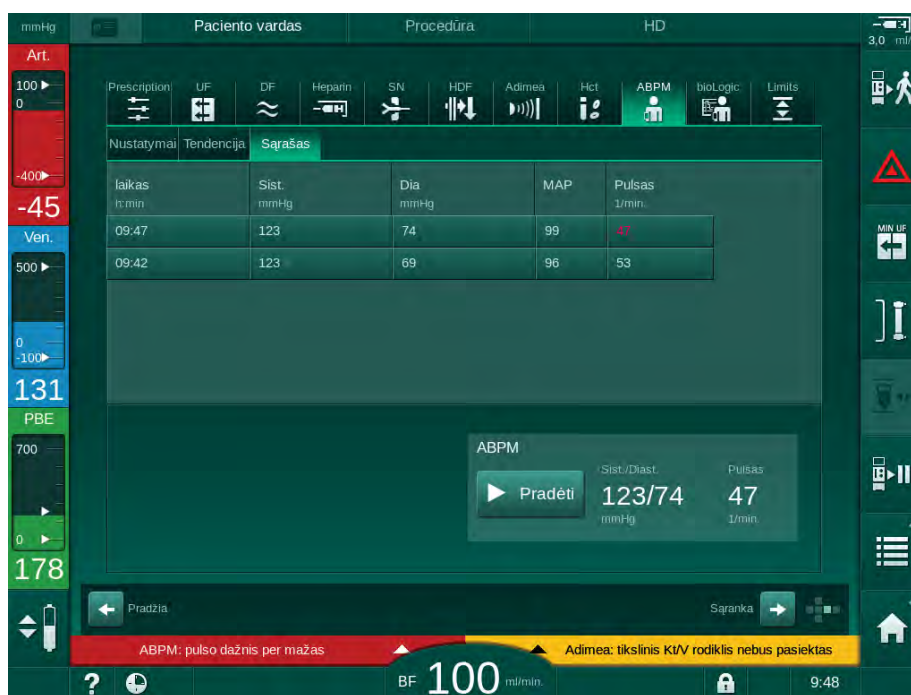 mmHg Paciento vardas Procedūra HD
3,0 ml/
Art.
Prescription UF DF Heparin SN HDF Adimea Hct ABPM bioLogic Limits
100
0
-400
-45
Nustatymai Tendencija Sąrašas
laikas Sist. Dia MAP Pulsas
h:min mmHg mmHg 1/min.
09:47 123 74 99 47
09:42 123 69 96 53
Ven.
500
0
-100
131
MIN UF
PBE
700
0
178
ABPM
Sist./Diast. Pulsas
Pradėti 123/74 47
mmHg 1/min.
Pradžia Sąranka
ABPM: pulso dažnis per mažas Adimea: tikslinis Kt/V rodiklis nebus pasiektas
? BF 100 ml/min. 9:48